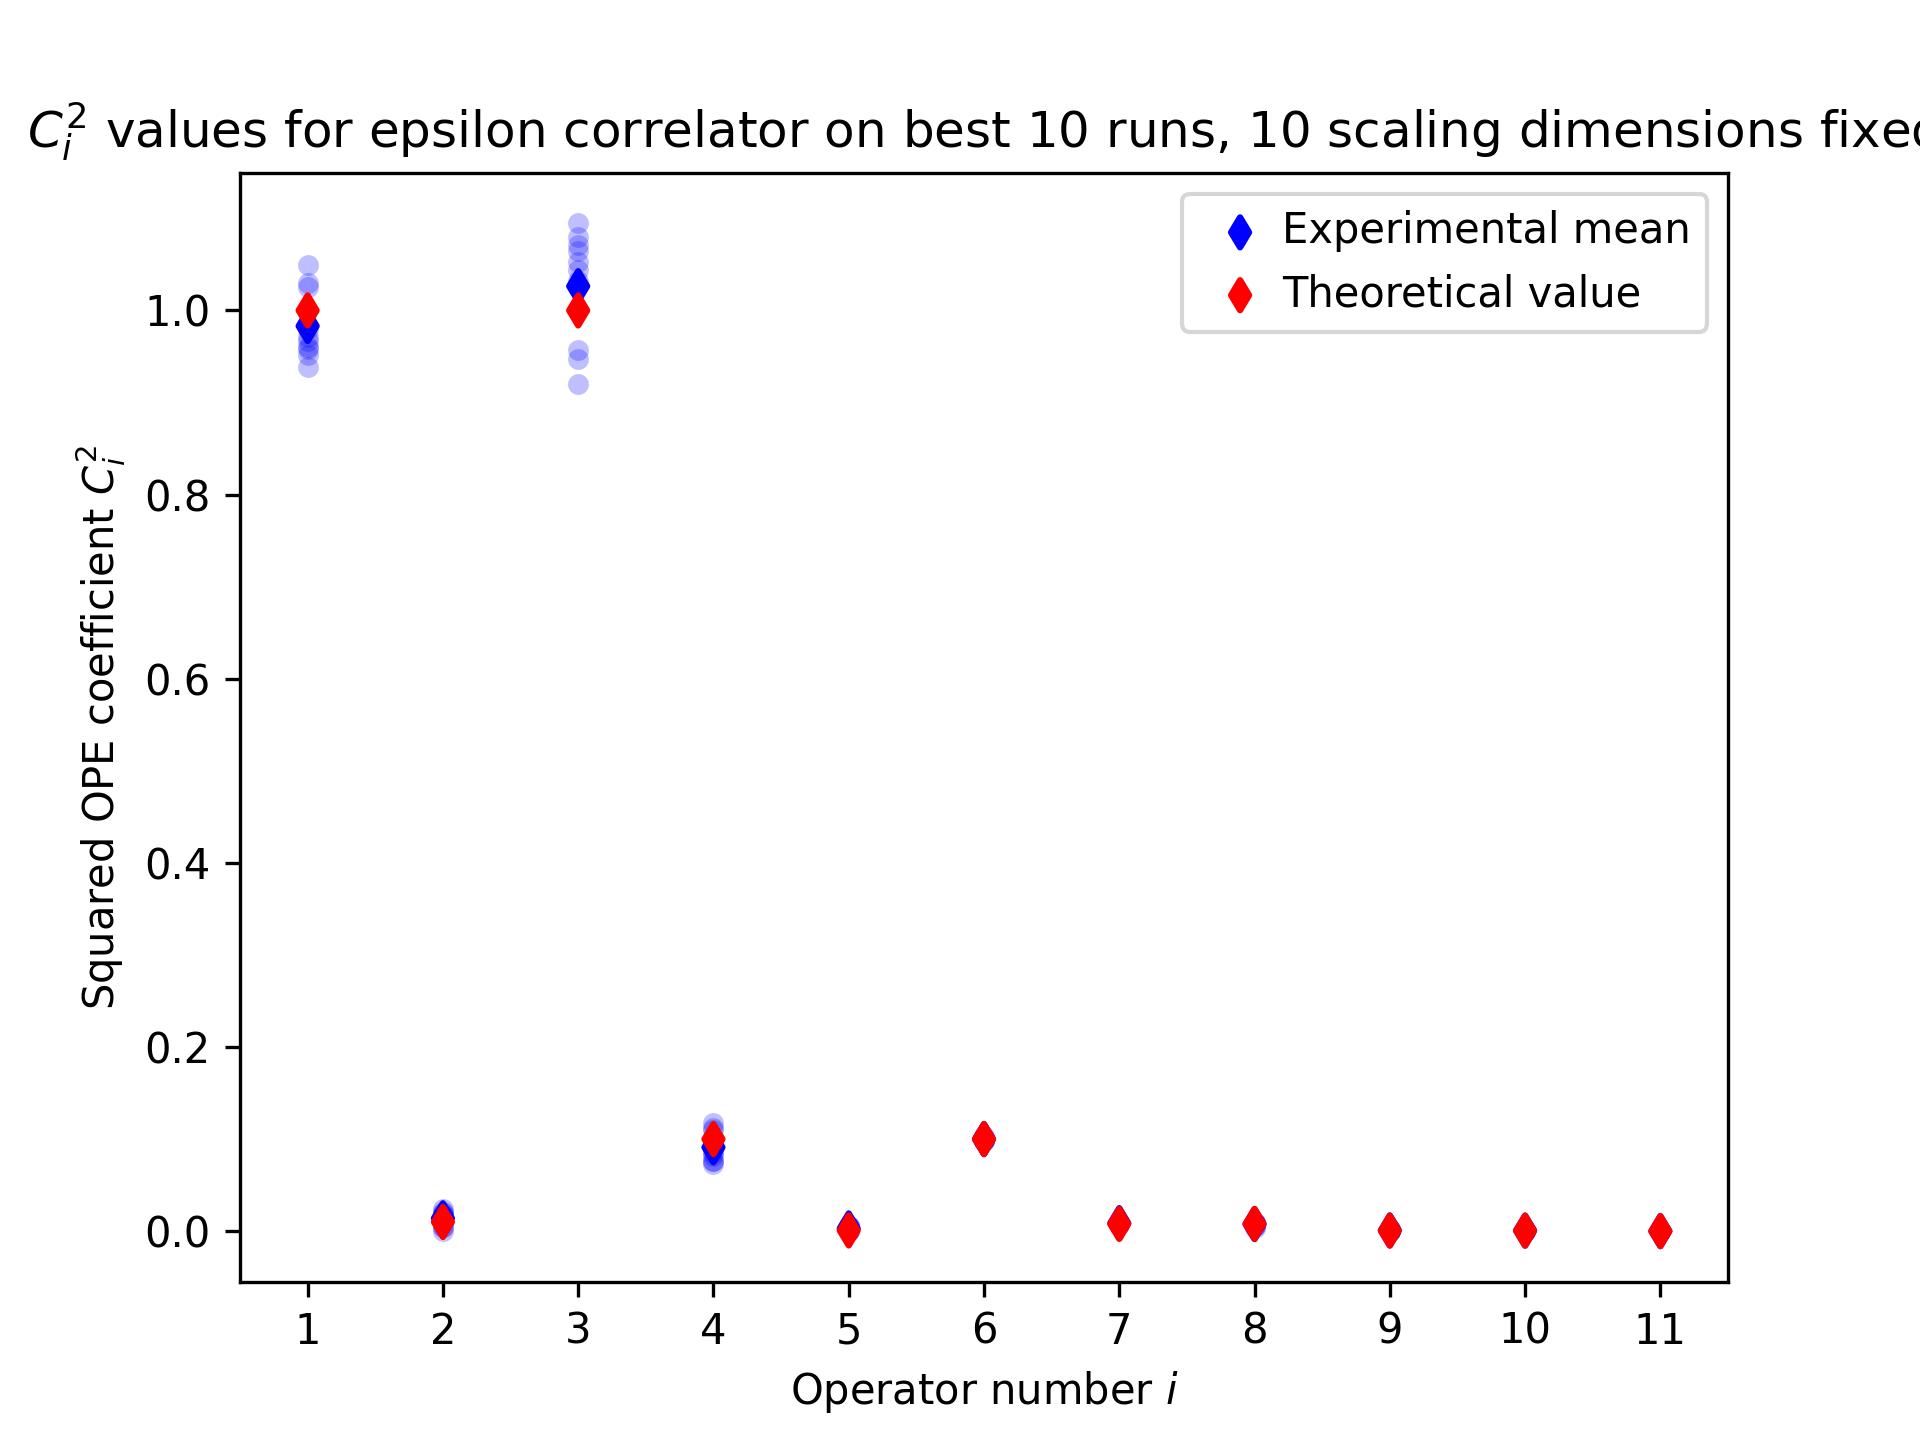 C_i^2 values for epsilon correlator on best 10 runs, 10 scaling dimensions fixe
Experimental mean
Theoretical value
Squared OPE coefficient C_i^2
1.0
0.8
0.6
0.4
0.2
0.0
1 2 3 4 5 6 7 8 9 10 11
Operator number i